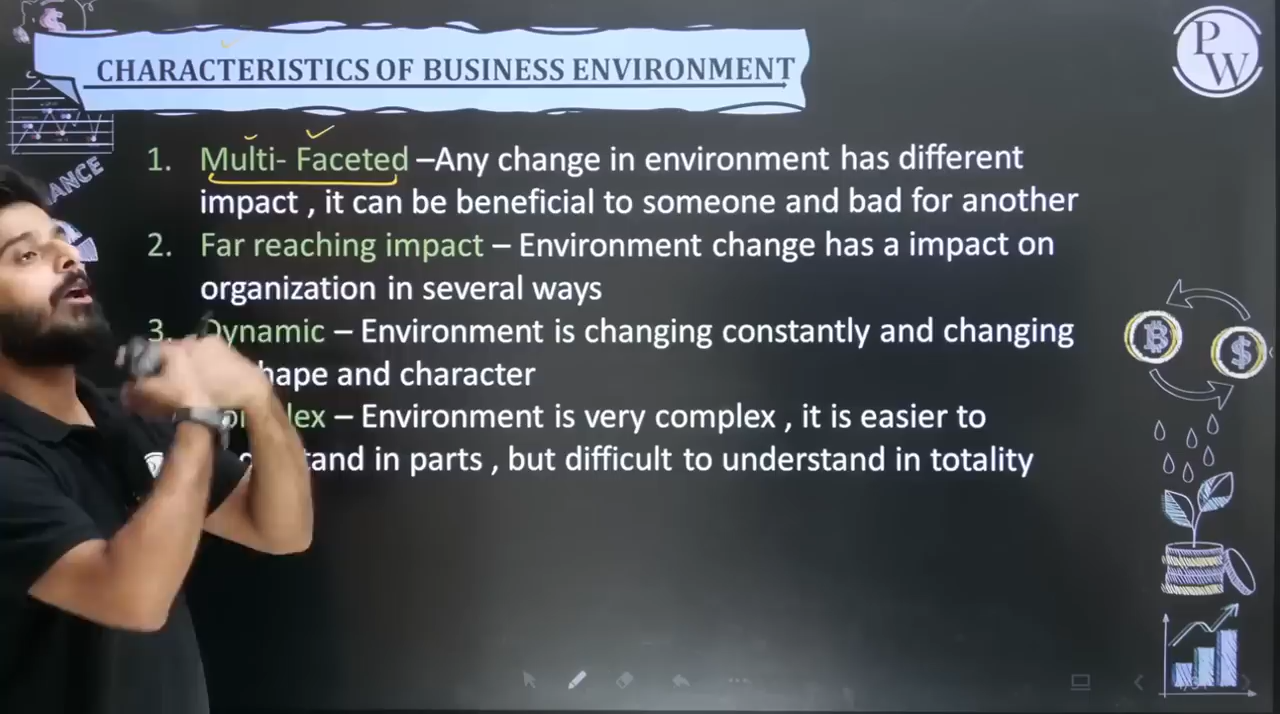 CHARACTERISTICS OF BUSINESS ENVIRONMENT
P
W
ANCE
1. Multi- Faceted –Any change in environment has different
impact , it can be beneficial to someone and bad for another
2. Far reaching impact – Environment change has a impact on
organization in several ways
3. Dynamic – Environment is changing constantly and changing
hape and character
– Environment is very complex , it is easier to
in parts , but difficult to understand in totality